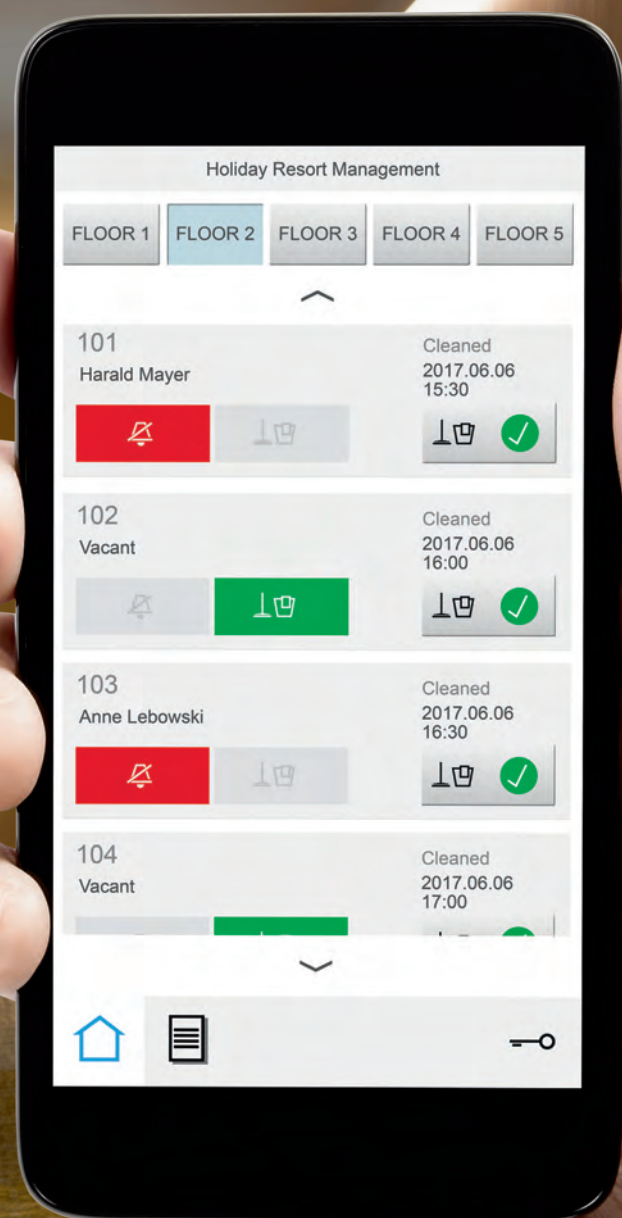 Holiday Resort Management
FLOOR 1 FLOOR 2 FLOOR 3 FLOOR 4 FLOOR 5
101
Harald Mayer
Cleaned
2017.06.06
15:30
102
Vacant
Cleaned
2017.06.06
16:00
103
Anne Lebowski
Cleaned
2017.06.06
16:30
104
Vacant
Cleaned
2017.06.06
17:00